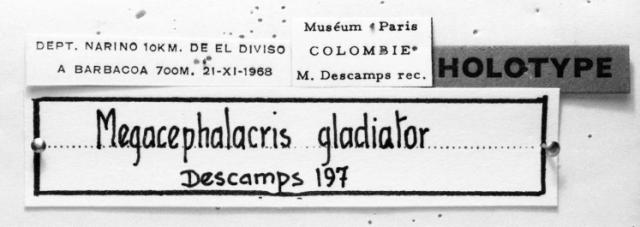 DEPT. NARINO 10KM. DE EL DIVISO
A BARBACOA 700M. 21-XI-1968
Muséum Paris
COLOMBIE
M. Descamps rec.
HOLOTYPE
Megacephalacris gladiator
Descamps 197